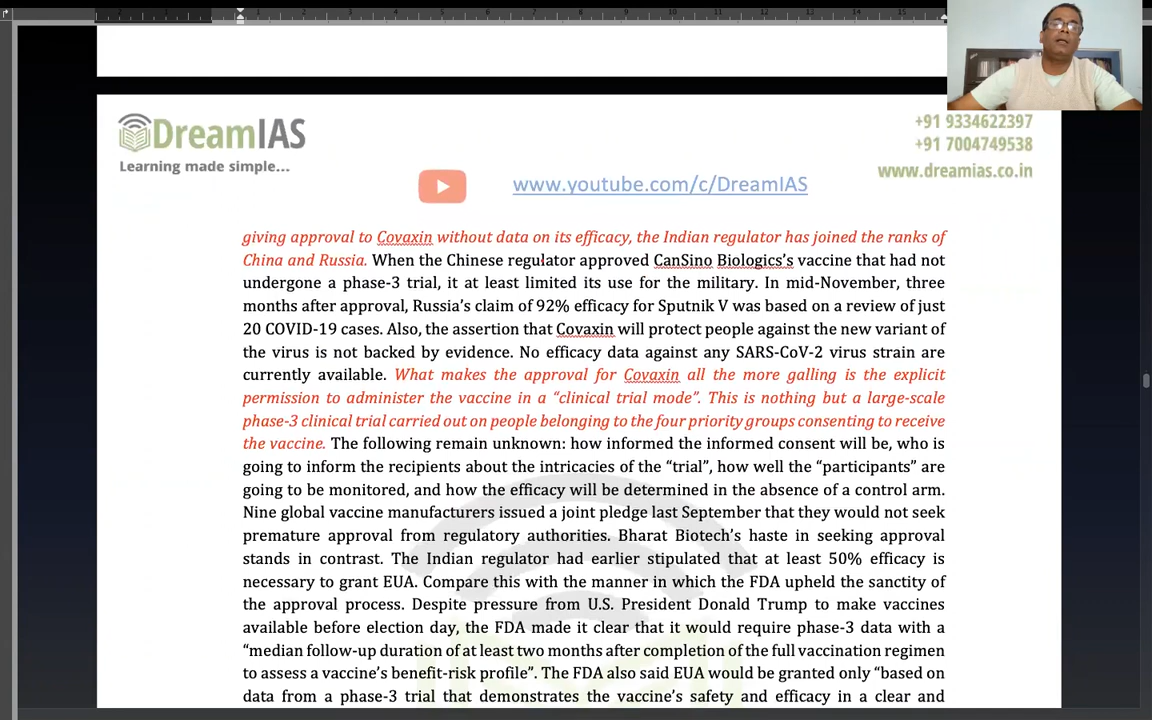 DreamIAS
Learning made simple...
+91 9334622397
+91 7004749538
www.dreamias.co.in
www.youtube.com/c/DreamIAS
giving approval to Covaxin without data on its efficacy, the Indian regulator has joined the ranks of
China and Russia. When the Chinese regulator approved CanSino Biologics’s vaccine that had not
undergone a phase-3 trial, it at least limited its use for the military. In mid-November, three
months after approval, Russia’s claim of 92% efficacy for Sputnik V was based on a review of just
20 COVID-19 cases. Also, the assertion that Covaxin will protect people against the new variant of
the virus is not backed by evidence. No efficacy data against any SARS-CoV-2 virus strain are
currently available. What makes the approval for Covaxin all the more galling is the explicit
permission to administer the vaccine in a “clinical trial mode”. This is nothing but a large-scale
phase-3 clinical trial carried out on people belonging to the four priority groups consenting to receive
the vaccine. The following remain unknown: how informed the informed consent will be, who is
going to inform the recipients about the intricacies of the “trial”, how well the “participants” are
going to be monitored, and how the efficacy will be determined in the absence of a control arm.
Nine global vaccine manufacturers issued a joint pledge last September that they would not seek
premature approval from regulatory authorities. Bharat Biotech’s haste in seeking approval
stands in contrast. The Indian regulator had earlier stipulated that at least 50% efficacy is
necessary to grant EUA. Compare this with the manner in which the FDA upheld the sanctity of
the approval process. Despite pressure from U.S. President Donald Trump to make vaccines
available before election day, the FDA made it clear that it would require phase-3 data with a
“median follow-up duration of at least two months after completion of the full vaccination regimen
to assess a vaccine’s benefit-risk profile”. The FDA also said EUA would be granted only “based on
data from a phase-3 trial that demonstrates the vaccine’s safety and efficacy in a clear and